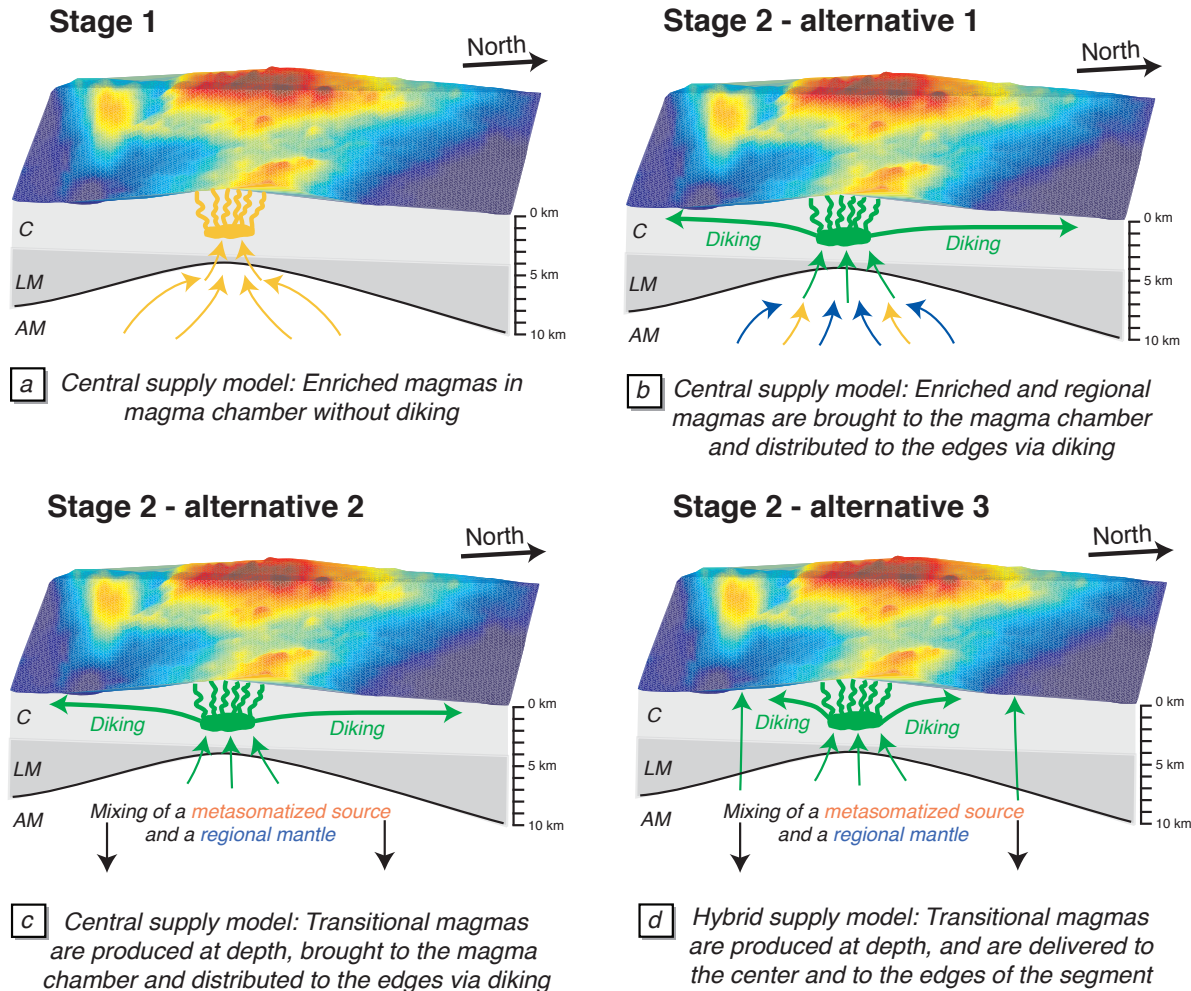 Stage 1
North
C
LM
AM
0 km
5 km
10 km
a Central supply model: Enriched magmas in
magma chamber without diking
Stage 2 - alternative 1
North
C
LM
AM
Diking
Diking
0 km
5 km
10 km
b Central supply model: Enriched and regional
magmas are brought to the magma chamber
and distributed to the edges via diking
Stage 2 - alternative 2
North
C
LM
AM
Diking
Diking
0 km
5 km
10 km
Mixing of a metasomatized source
and a regional mantle
c Central supply model: Transitional magmas
are produced at depth, brought to the magma
chamber and distributed to the edges via diking
Stage 2 - alternative 3
North
C
LM
AM
Diking
Diking
0 km
5 km
10 km
Mixing of a metasomatized source
and a regional mantle
d Hybrid supply model: Transitional magmas
are produced at depth, and are delivered to
the center and to the edges of the segment